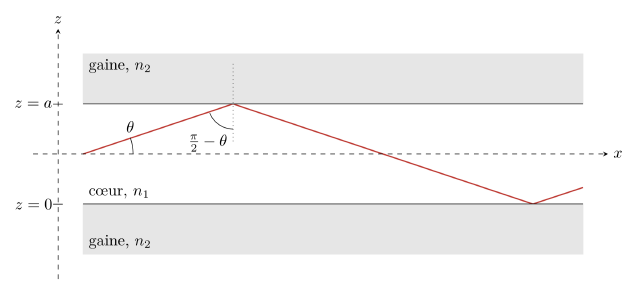 z
gaine, n₂
z = a
θ
π/2 − θ
x
cœur, n₁
z = 0
gaine, n₂